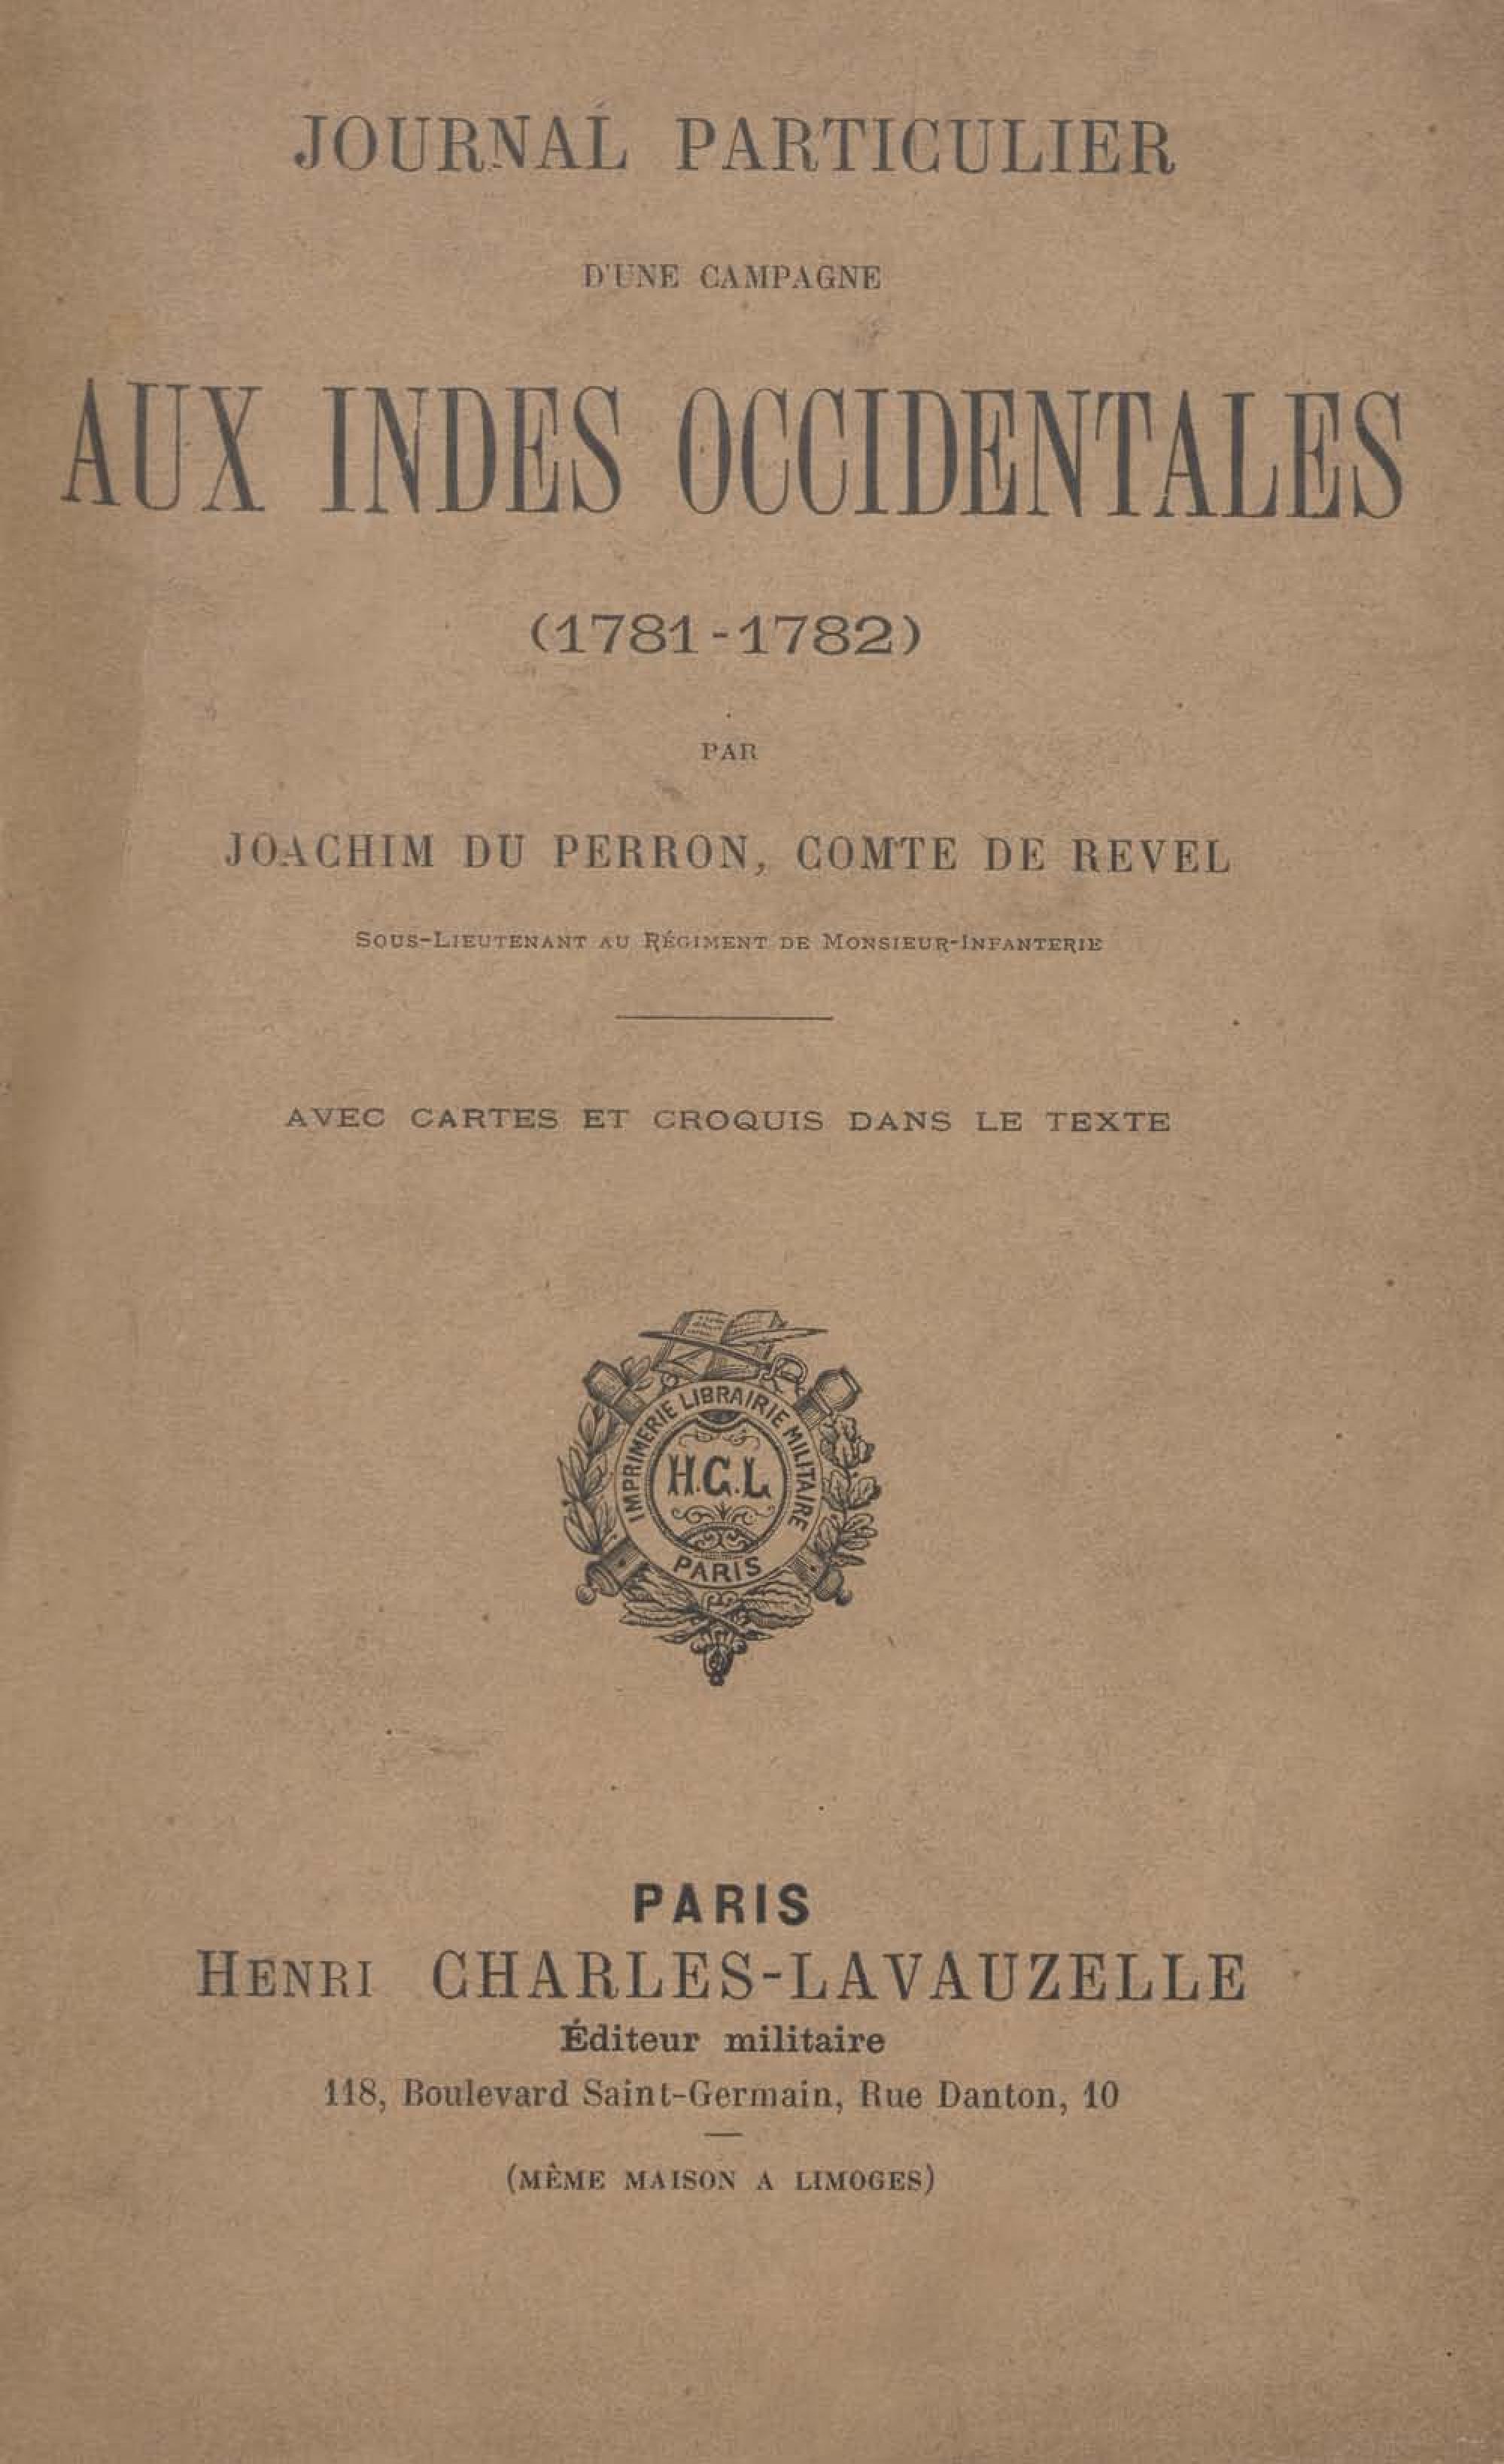 JOURNAL PARTICULIER
D'UNE CAMPAGNE
AUX INDES OCCIDENTALES
(1781-1782)
PAR
JOACHIM DU PERRON, COMTE DE REVEL
SOUS-LIEUTENANT AU RÉGIMENT DE MONSIEUR-INFANTERIE
AVEC CARTES ET CROQUIS DANS LE TEXTE
IMPRIMERIE LIBRAIRIE MILITAIRE
H.C.L
PARIS
PARIS
HENRI CHARLES-LAVAUZELLE
Éditeur militaire
118, Boulevard Saint-Germain, Rue Danton, 10
(MÊME MAISON A LIMOGES)